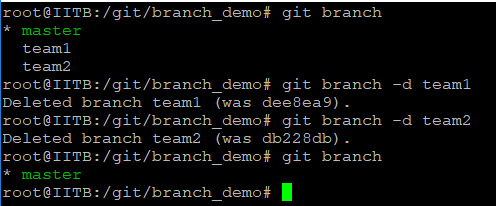 root@IITB:/git/branch_demo# git branch
* master
team1
team2
root@IITB:/git/branch_demo# git branch -d team1
Deleted branch team1 (was dee8ea9).
root@IITB:/git/branch_demo# git branch -d team2
Deleted branch team2 (was db228db).
root@IITB:/git/branch_demo# git branch
* master
root@IITB:/git/branch_demo#